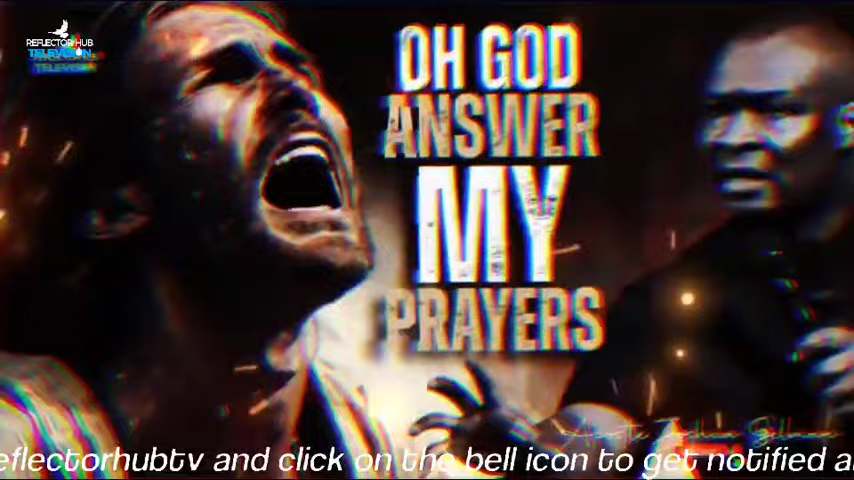 REFLECTOR HUB
TELEVISION
OH GOD
ANSWER
MY
PRAYERS
eflectorhubtv and click on the bell icon to get notified a